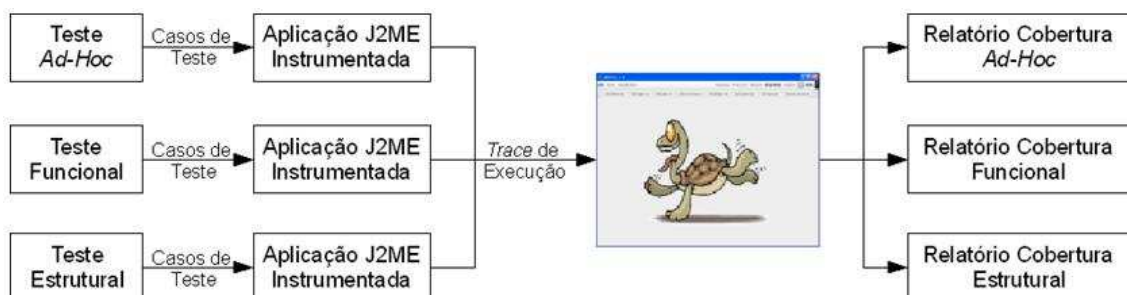 Teste
Ad-Hoc
Casos de
Teste
Aplicação J2ME
Instrumentada
Teste
Funcional
Casos de
Teste
Aplicação J2ME
Instrumentada
Teste
Estrutural
Casos de
Teste
Aplicação J2ME
Instrumentada
Trace de
Execução
Relatório Cobertura
Ad-Hoc
Relatório Cobertura
Funcional
Relatório Cobertura
Estrutural